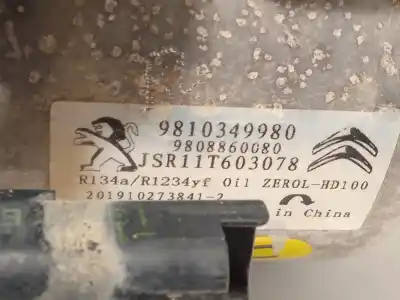 9810349980
9808860080
JSR11T603078
R134a/R1234yf Oil ZEROL-HD100
201910273841-2
in China